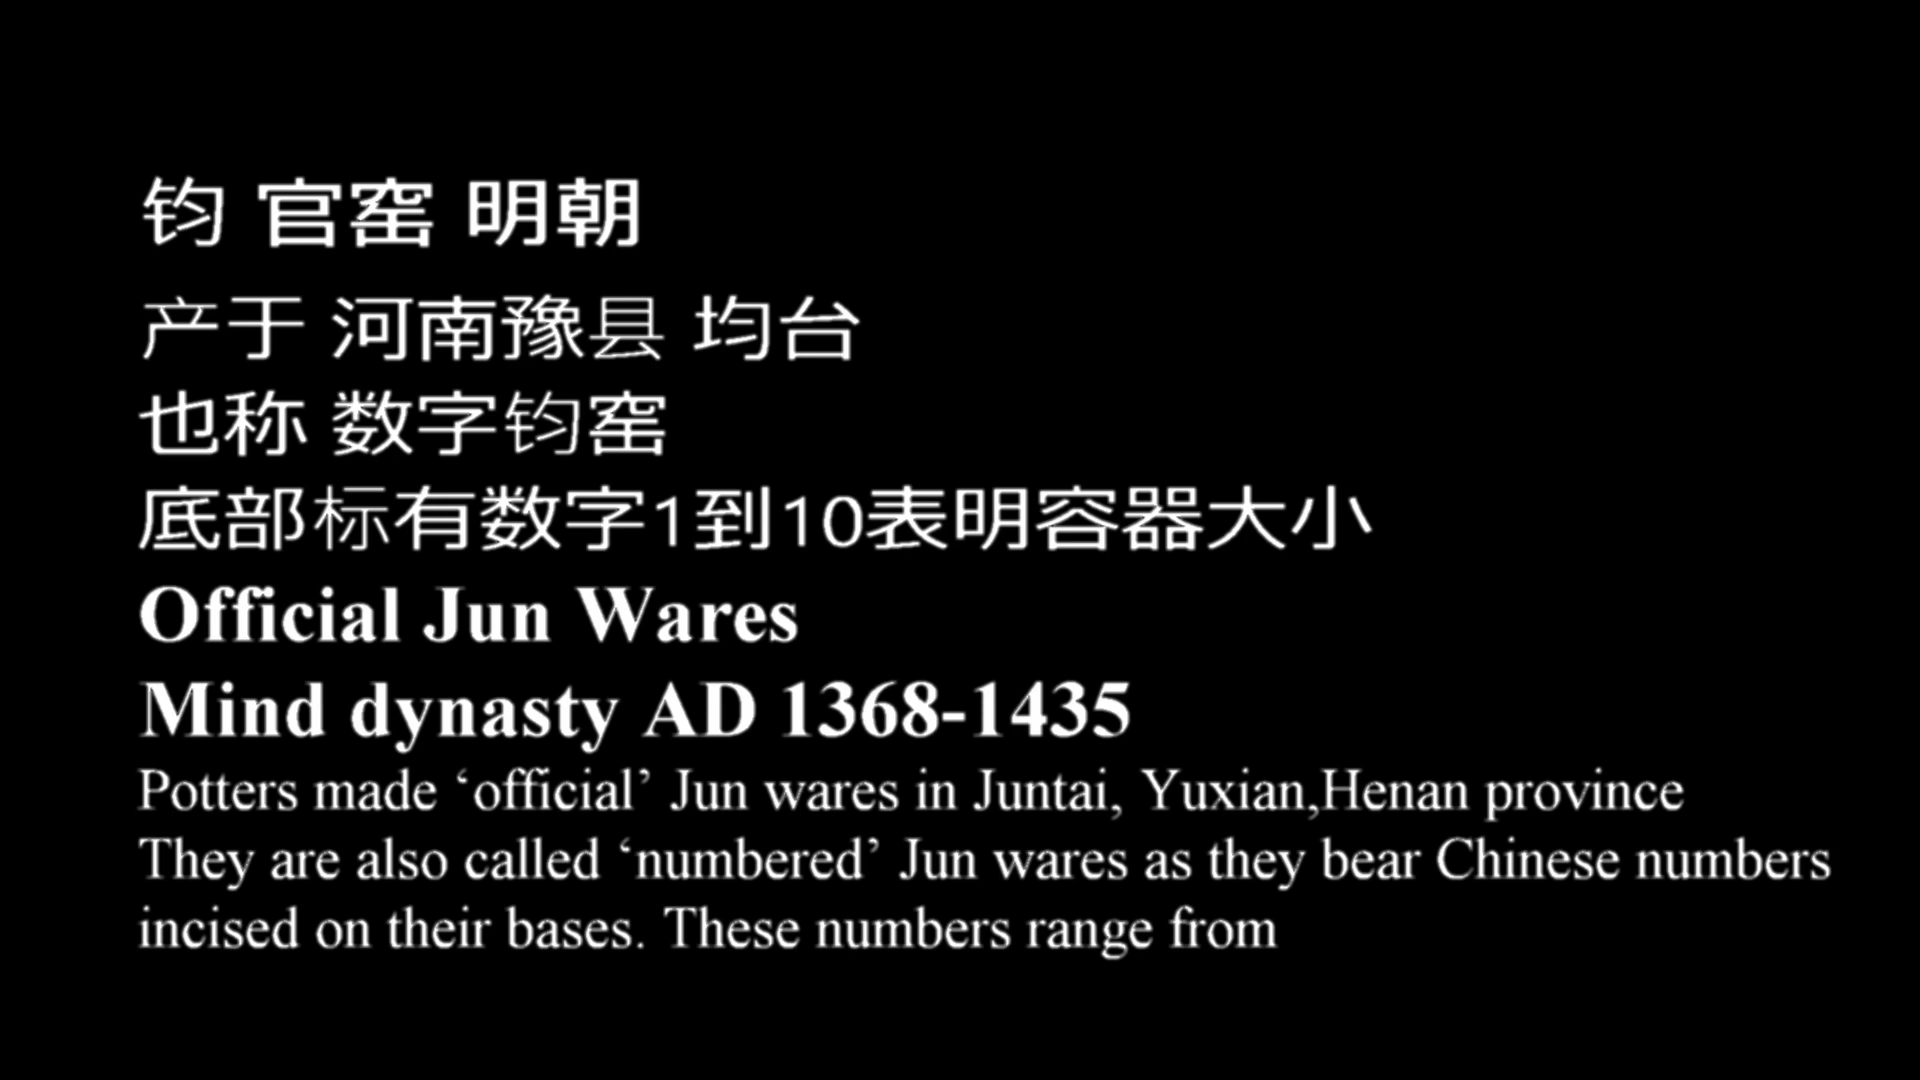 钧 官窑 明朝
产于 河南豫县 均台
也称 数字钧窑
底部标有数字1到10表明容器大小
Official Jun Wares
Mind dynasty AD 1368-1435
Potters made ‘official’ Jun wares in Juntai, Yuxian,Henan province
They are also called ‘numbered’ Jun wares as they bear Chinese numbers
incised on their bases. These numbers range from